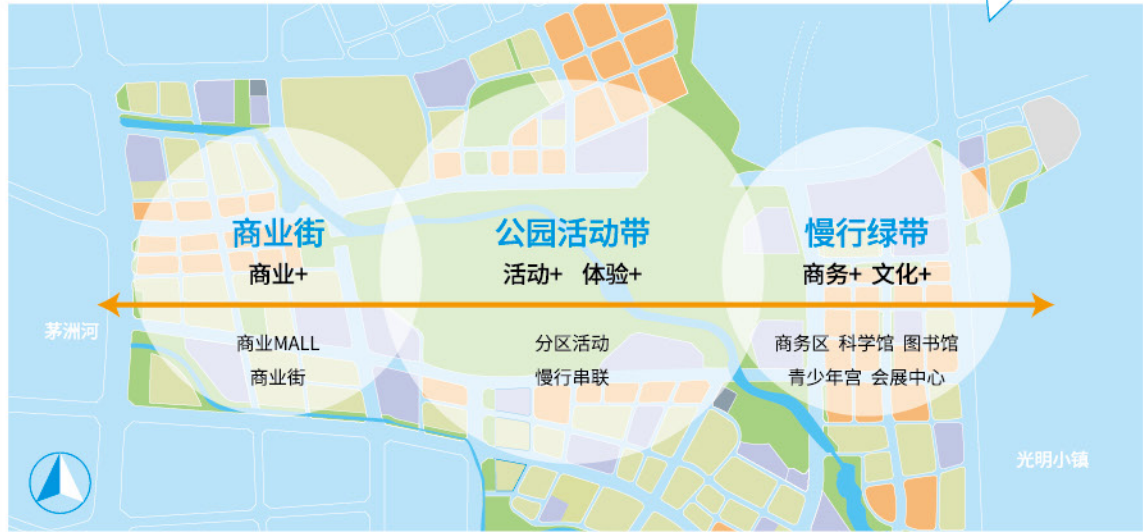 商业街
商业+
公园活动带
活动+ 体验+
慢行绿带
商务+ 文化+
茅洲河
商业MALL
商业街
分区活动
慢行串联
商务区 科学馆 图书馆
青少年宫 会展中心
光明小镇